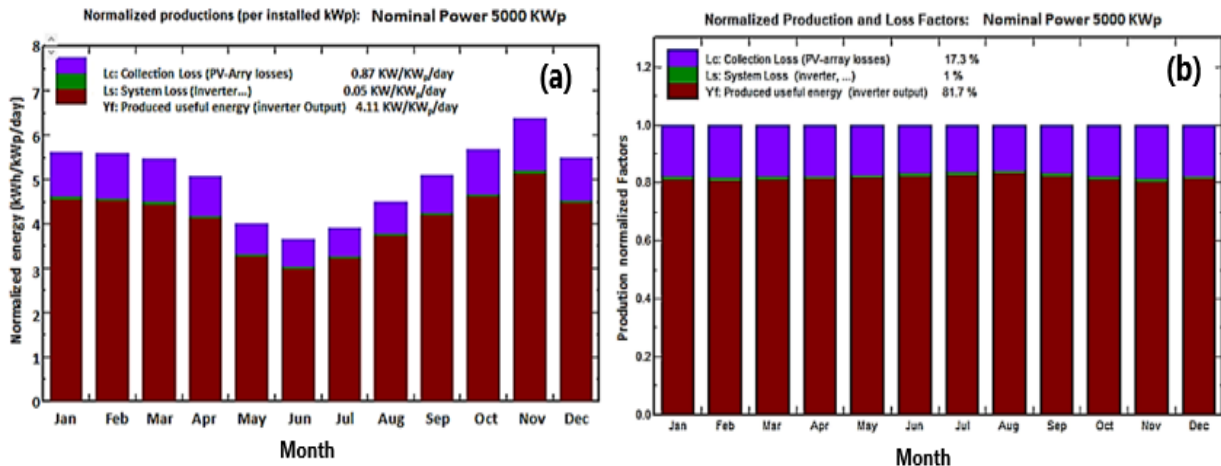 Normalized productions (per installed kWp): Nominal Power 5000 KWp
(a)
Lc: Collection Loss (PV-Arry losses) 0.87 KW/KWp/day
Ls: System Loss (Inverter...) 0.05 KW/KWp/day
Yf: Produced useful energy (inverter Output) 4.11 KW/KWp/day
Normalized energy (kWh/kWp/day)
8
7
6
5
4
3
2
1
0
Jan Feb Mar Apr May Jun Jul Aug Sep Oct Nov Dec
Month
Normalized Production and Loss Factors: Nominal Power 5000 KWp
(b)
Lc: Collection Loss (PV-array losses) 17.3 %
Ls: System Loss (inverter, ...) 1 %
Yf: Produced useful energy (inverter output) 81.7 %
Prodution normalized Factors
1.2
1.0
0.8
0.6
0.4
0.2
0.0
Jan Feb Mar Apr May Jun Jul Aug Sep Oct Nov Dec
Month